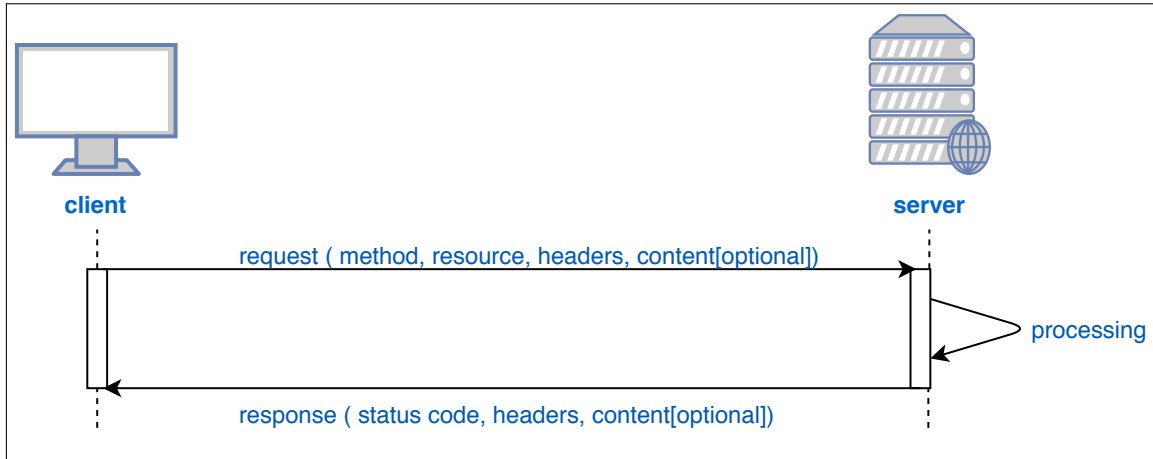 client
server
request ( method, resource, headers, content[optional])
processing
response ( status code, headers, content[optional])